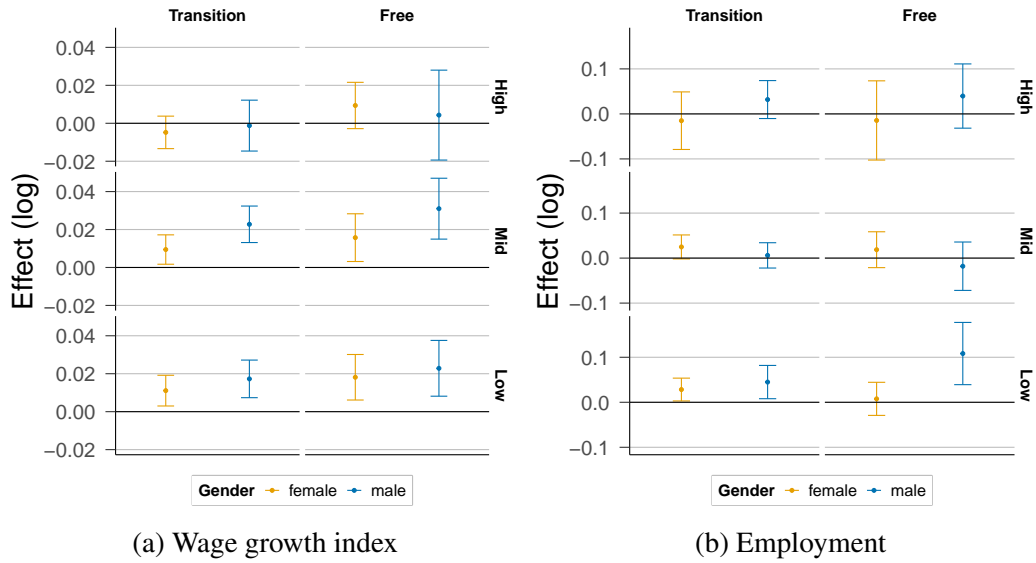 Transition Free
0.04
0.02
0.00
−0.02
High
0.04
0.02
0.00
−0.02
Mid
0.04
0.02
0.00
−0.02
Low
Effect (log)
Gender female male
(a) Wage growth index
Transition Free
0.1
0.0
−0.1
High
0.1
0.0
−0.1
Mid
0.1
0.0
−0.1
Low
Effect (log)
Gender female male
(b) Employment